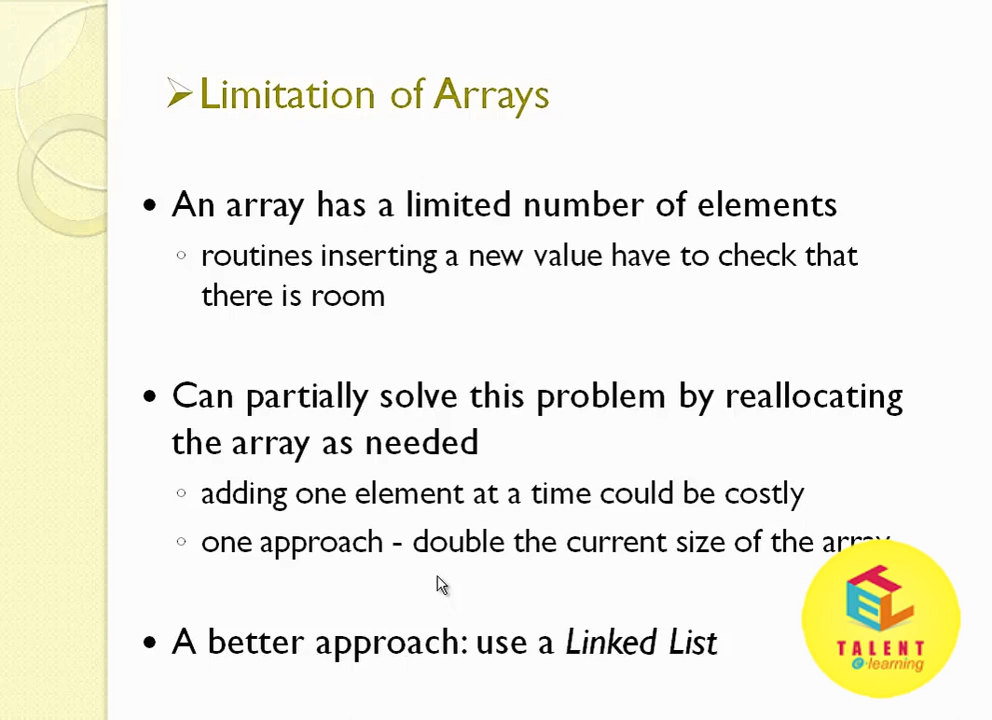 Limitation of Arrays
• An array has a limited number of elements
◦ routines inserting a new value have to check that
there is room
• Can partially solve this problem by reallocating
the array as needed
◦ adding one element at a time could be costly
◦ one approach - double the current size of the array
• A better approach: use a Linked List
TEL
TALENT
e-learning